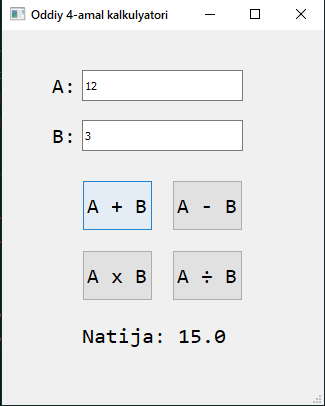 Oddiy 4-amal kalkulyatori
A: 12
B: 3
A + B A - B
A x B A ÷ B
Natija: 15.0